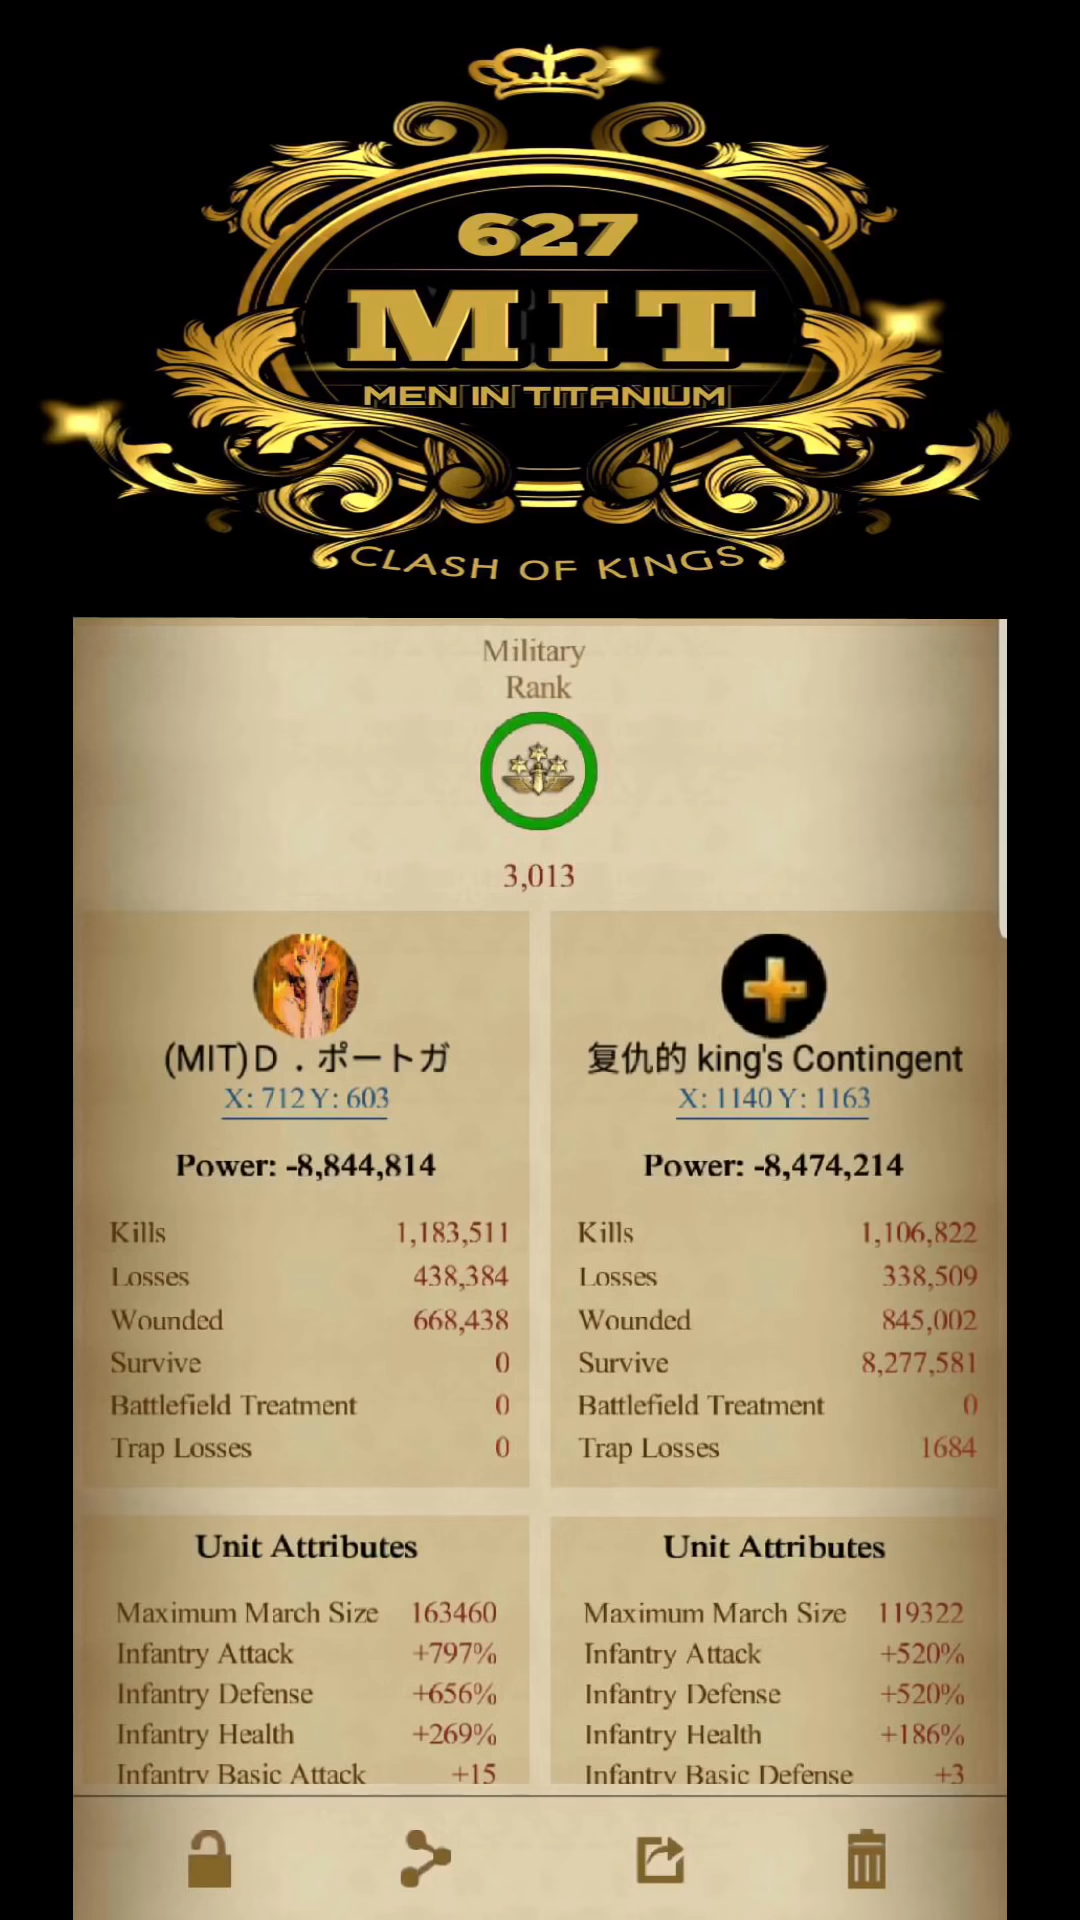 627
MIT
MEN IN TITANIUM
CLASH OF KINGS
Military
Rank
3,013
(MIT)D．ポートガ
X: 712 Y: 603
Power: -8,844,814
Kills 1,183,511
Losses 438,384
Wounded 668,438
Survive 0
Battlefield Treatment 0
Trap Losses 0
复仇的 king's Contingent
X: 1140 Y: 1163
Power: -8,474,214
Kills 1,106,822
Losses 338,509
Wounded 845,002
Survive 8,277,581
Battlefield Treatment 0
Trap Losses 1684
Unit Attributes
Maximum March Size 163460
Infantry Attack +797%
Infantry Defense +656%
Infantry Health +269%
Infantry Basic Attack +15
Unit Attributes
Maximum March Size 119322
Infantry Attack +520%
Infantry Defense +520%
Infantry Health +186%
Infantry Basic Defense +3